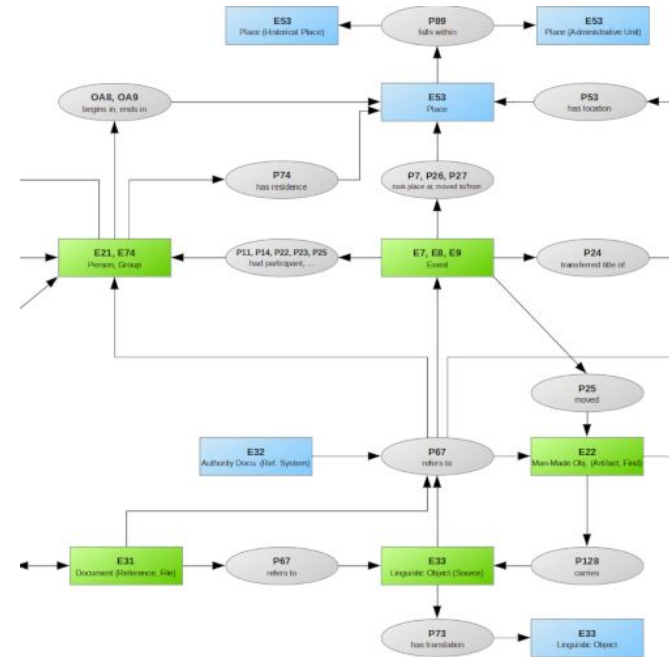 E53
Place (Historical Place)
P89
falls within
E53
Place (Administrative Unit)
OA8, OA9
begins in, ends in
E53
Place
P53
has location
P74
has residence
P7, P26, P27
took place at, moved to/from
E21, E74
Person, Group
P11, P14, P22, P23, P25
had participant, ...
E7, E8, E9
Event
P24
transferred title of
P25
moved
E32
Authority Docu. (Ref. System)
P67
refers to
E22
Man-Made Obj. (Artifact, Find)
E31
Document (Reference, File)
P67
refers to
E33
Linguistic Object (Source)
P128
carries
P73
has translation
E33
Linguistic Object